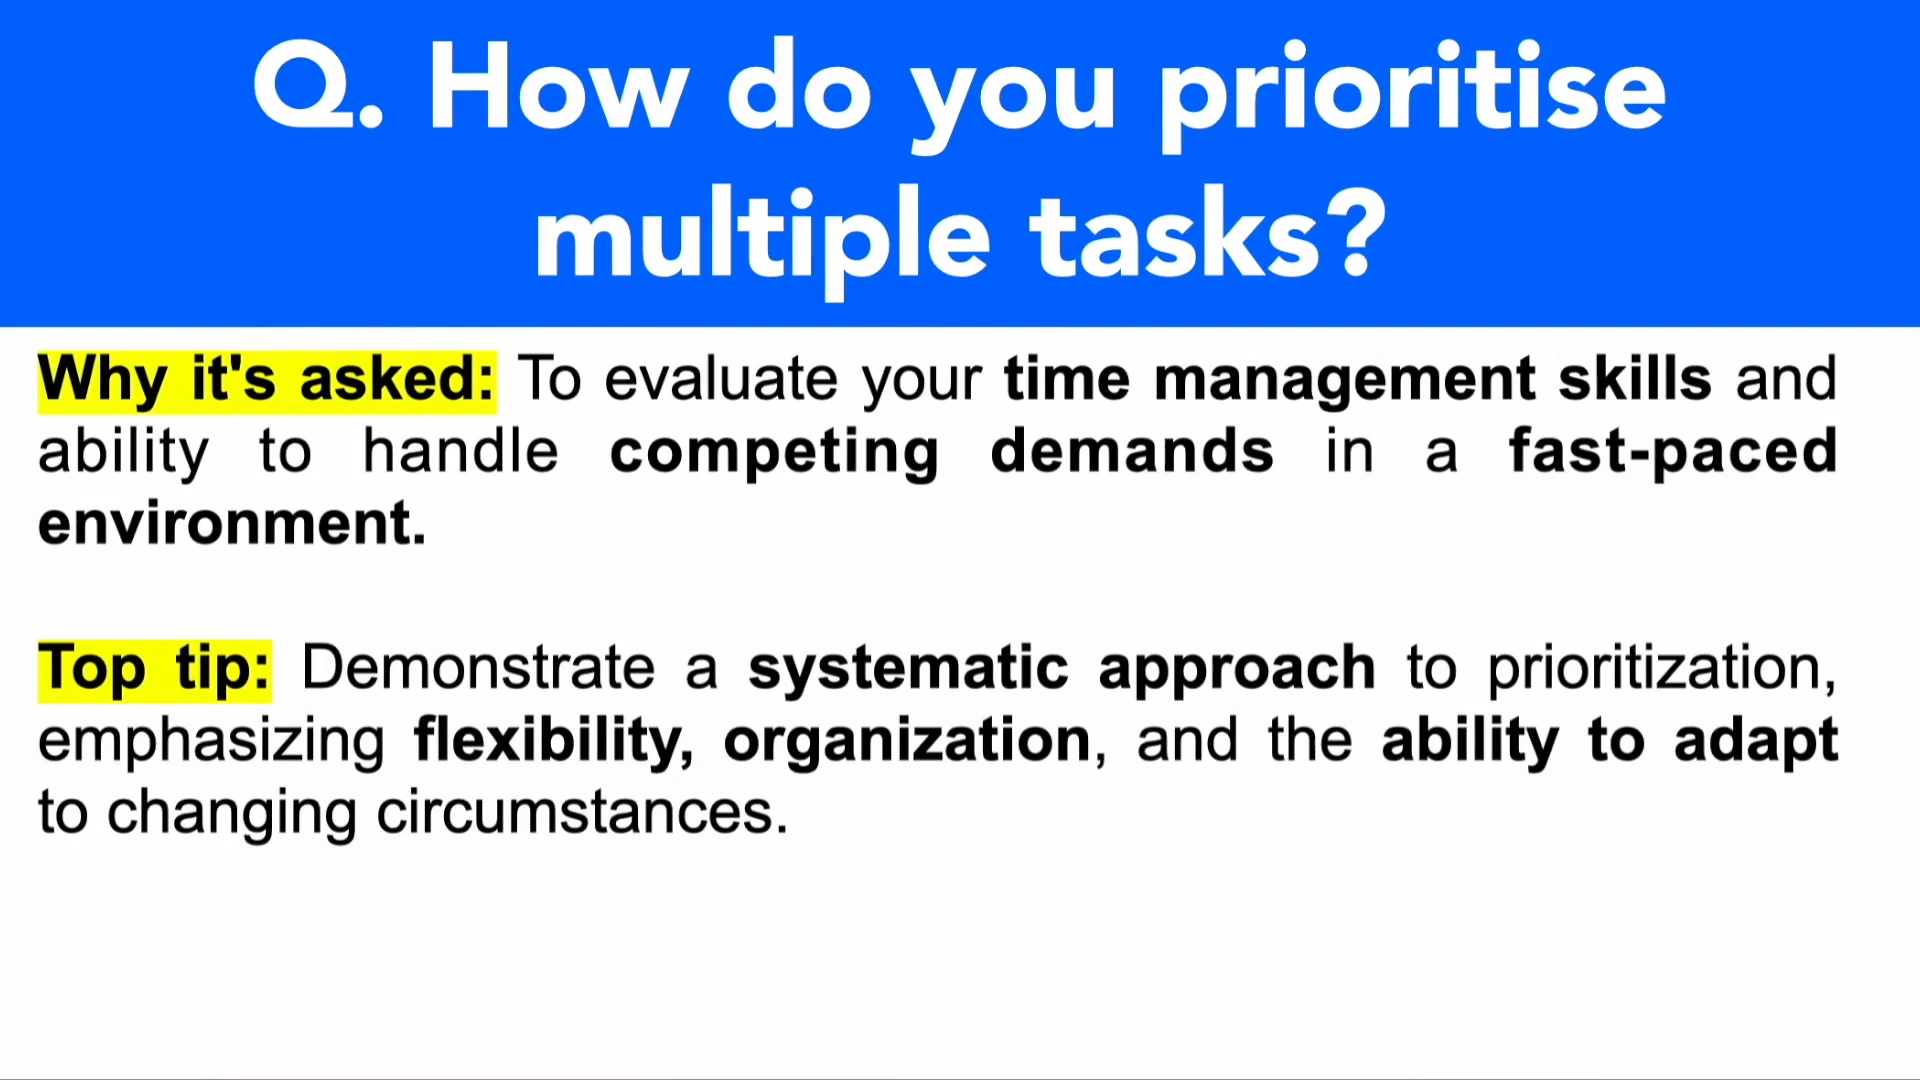 Q. How do you prioritise
multiple tasks?
Why it's asked: To evaluate your time management skills and
ability to handle competing demands in a fast-paced
environment.
Top tip: Demonstrate a systematic approach to prioritization,
emphasizing flexibility, organization, and the ability to adapt
to changing circumstances.